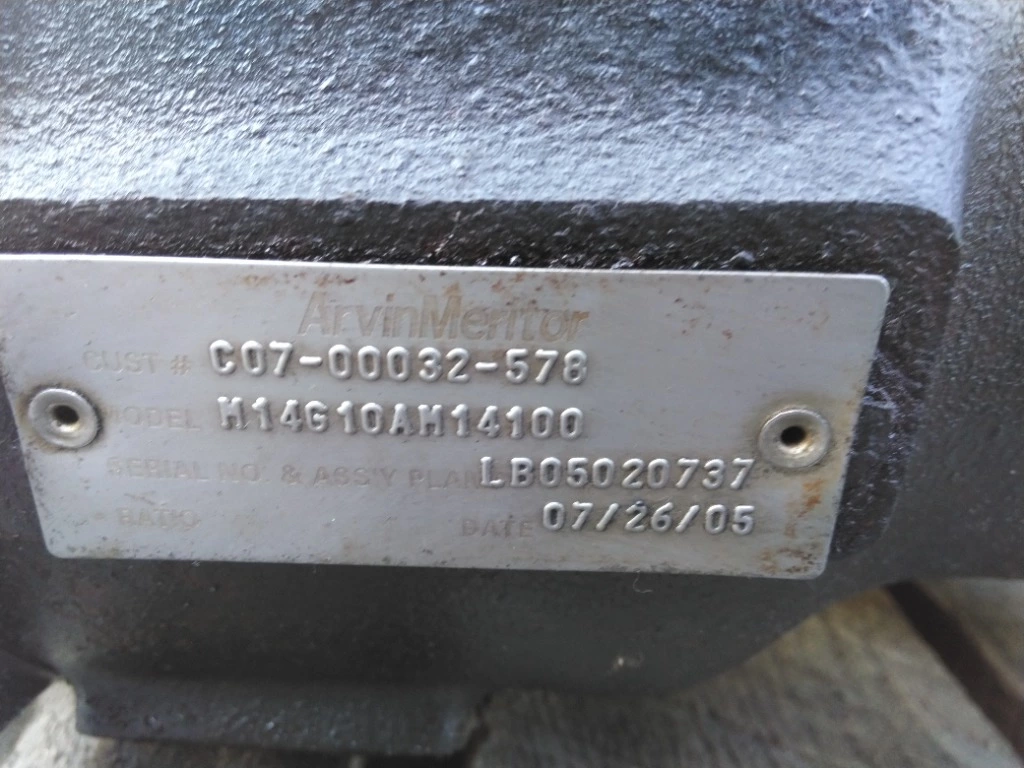 ArvinMeritor
CUST # C07-00032-578
MODEL M14G10AM14100
SERIAL NO. & ASS'Y PLANT LB05020737
RATIO DATE 07/26/05